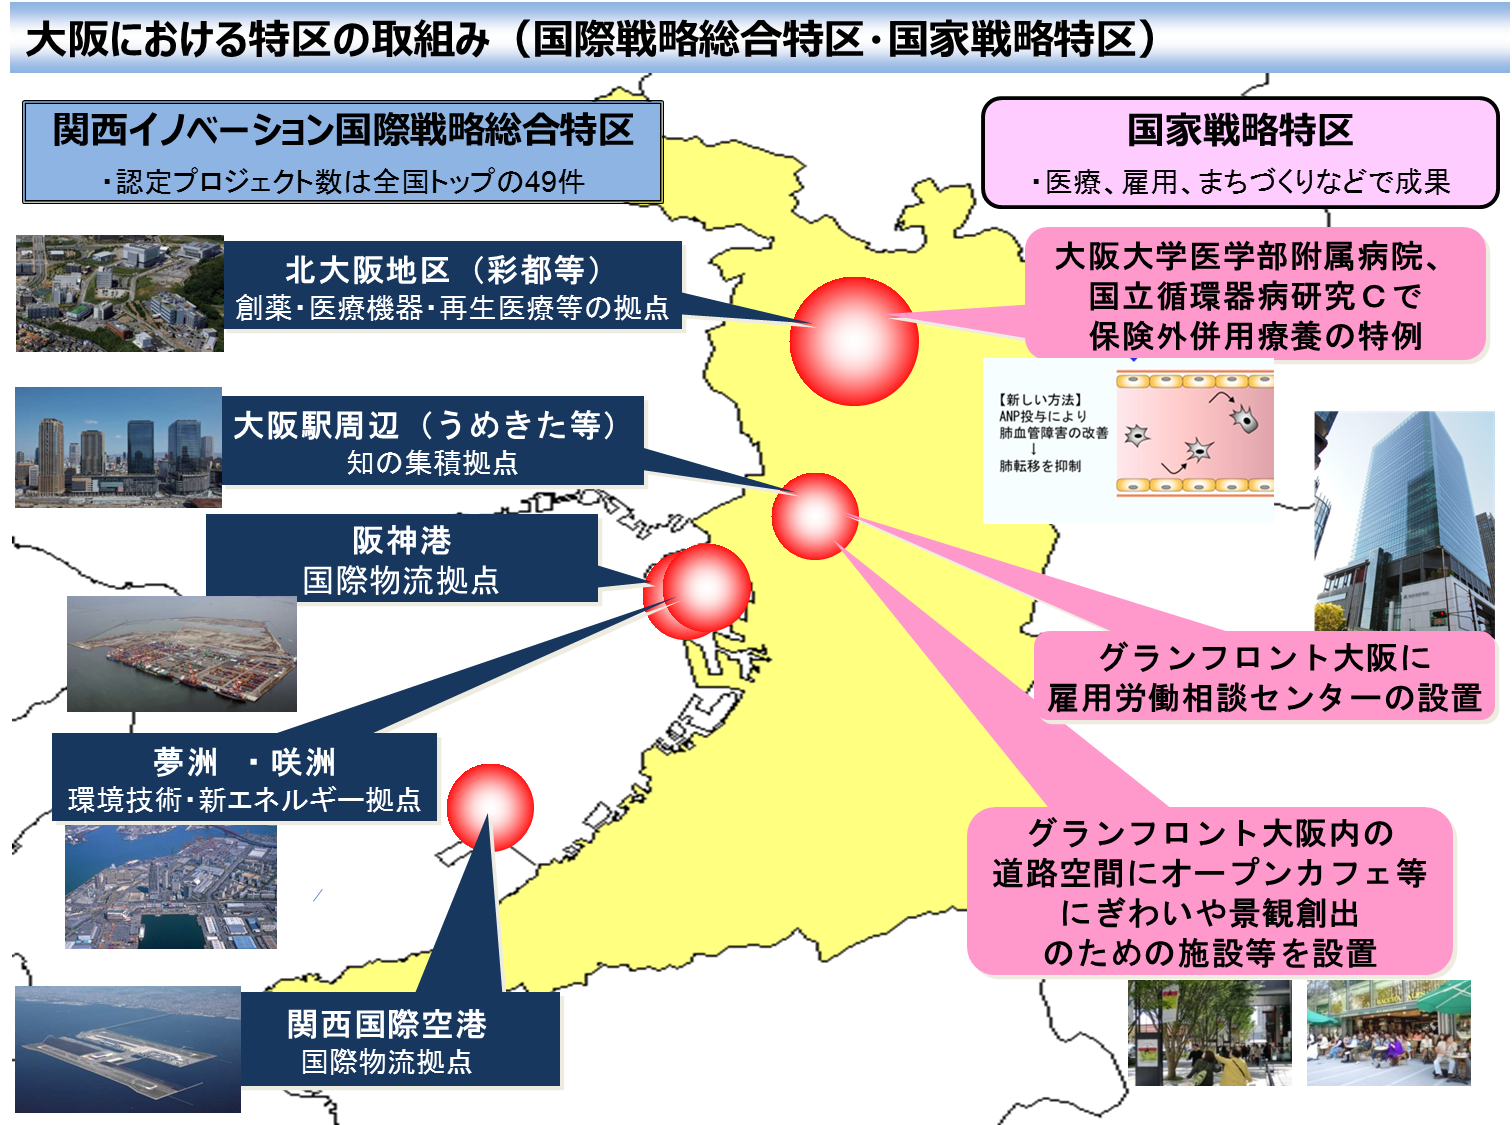 大阪における特区の取組み（国際戦略総合特区・国家戦略特区）
関西イノベーション国際戦略総合特区
・認定プロジェクト数は全国トップの49件
国家戦略特区
・医療、雇用、まちづくりなどで成果
北大阪地区（彩都等）
創薬・医療機器・再生医療等の拠点
大阪大学医学部附属病院、
国立循環器病研究Ｃで
保険外併用療養の特例
【新しい方法】
ANP投与により
肺血管障害の改善
↓
肺転移を抑制
大阪駅周辺（うめきた等）
知の集積拠点
阪神港
国際物流拠点
グランフロント大阪に
雇用労働相談センターの設置
夢洲　・咲洲
環境技術・新エネルギー拠点
グランフロント大阪内の
道路空間にオープンカフェ等
にぎわいや景観創出
のための施設等を設置
関西国際空港
国際物流拠点